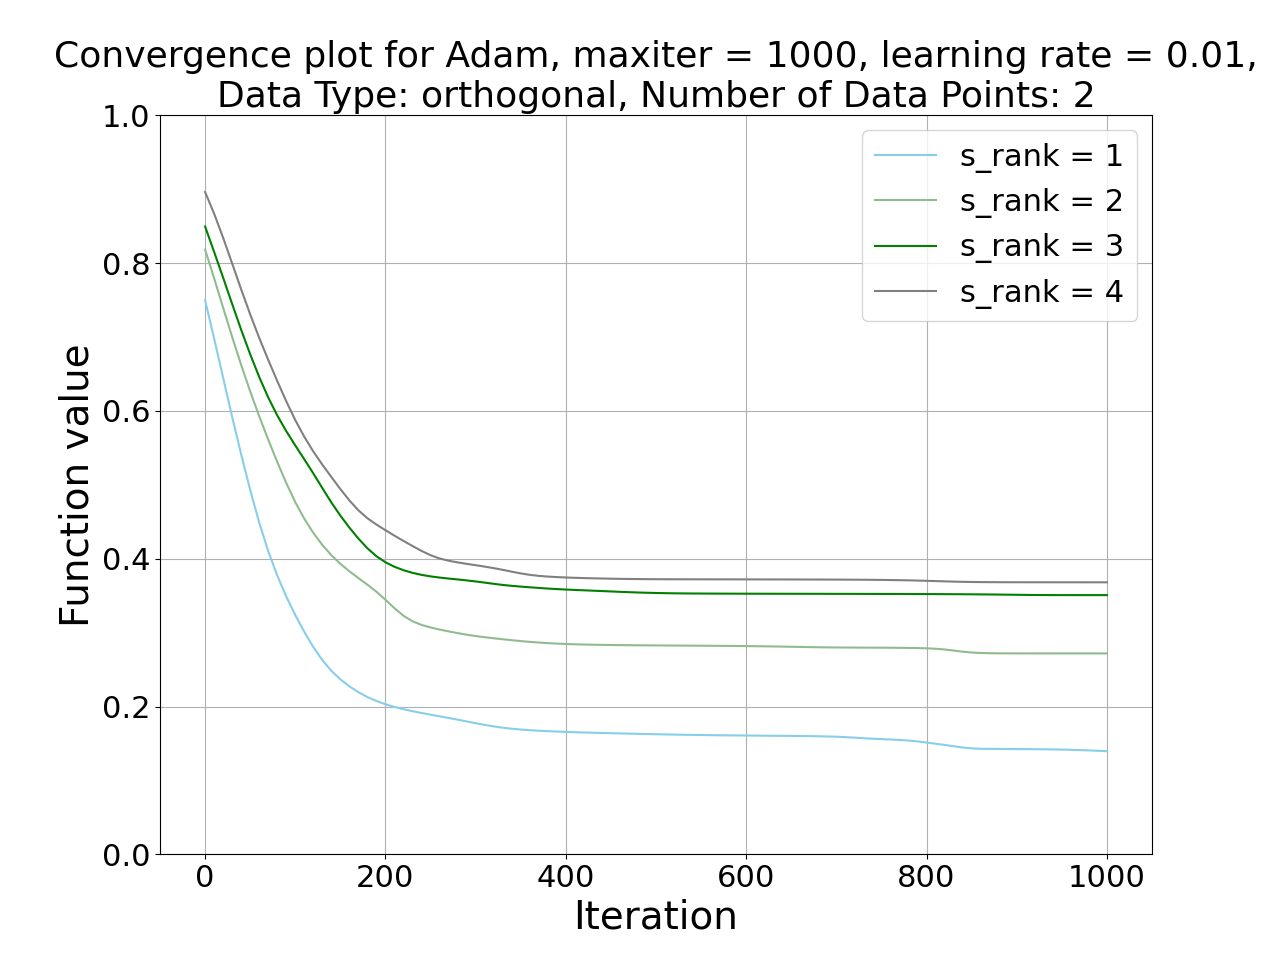 Convergence plot for Adam, maxiter = 1000, learning rate = 0.01,
Data Type: orthogonal, Number of Data Points: 2
1.0
0.8
0.6
0.4
0.2
0.0
Function value
s_rank = 1
s_rank = 2
s_rank = 3
s_rank = 4
0 200 400 600 800 1000
Iteration